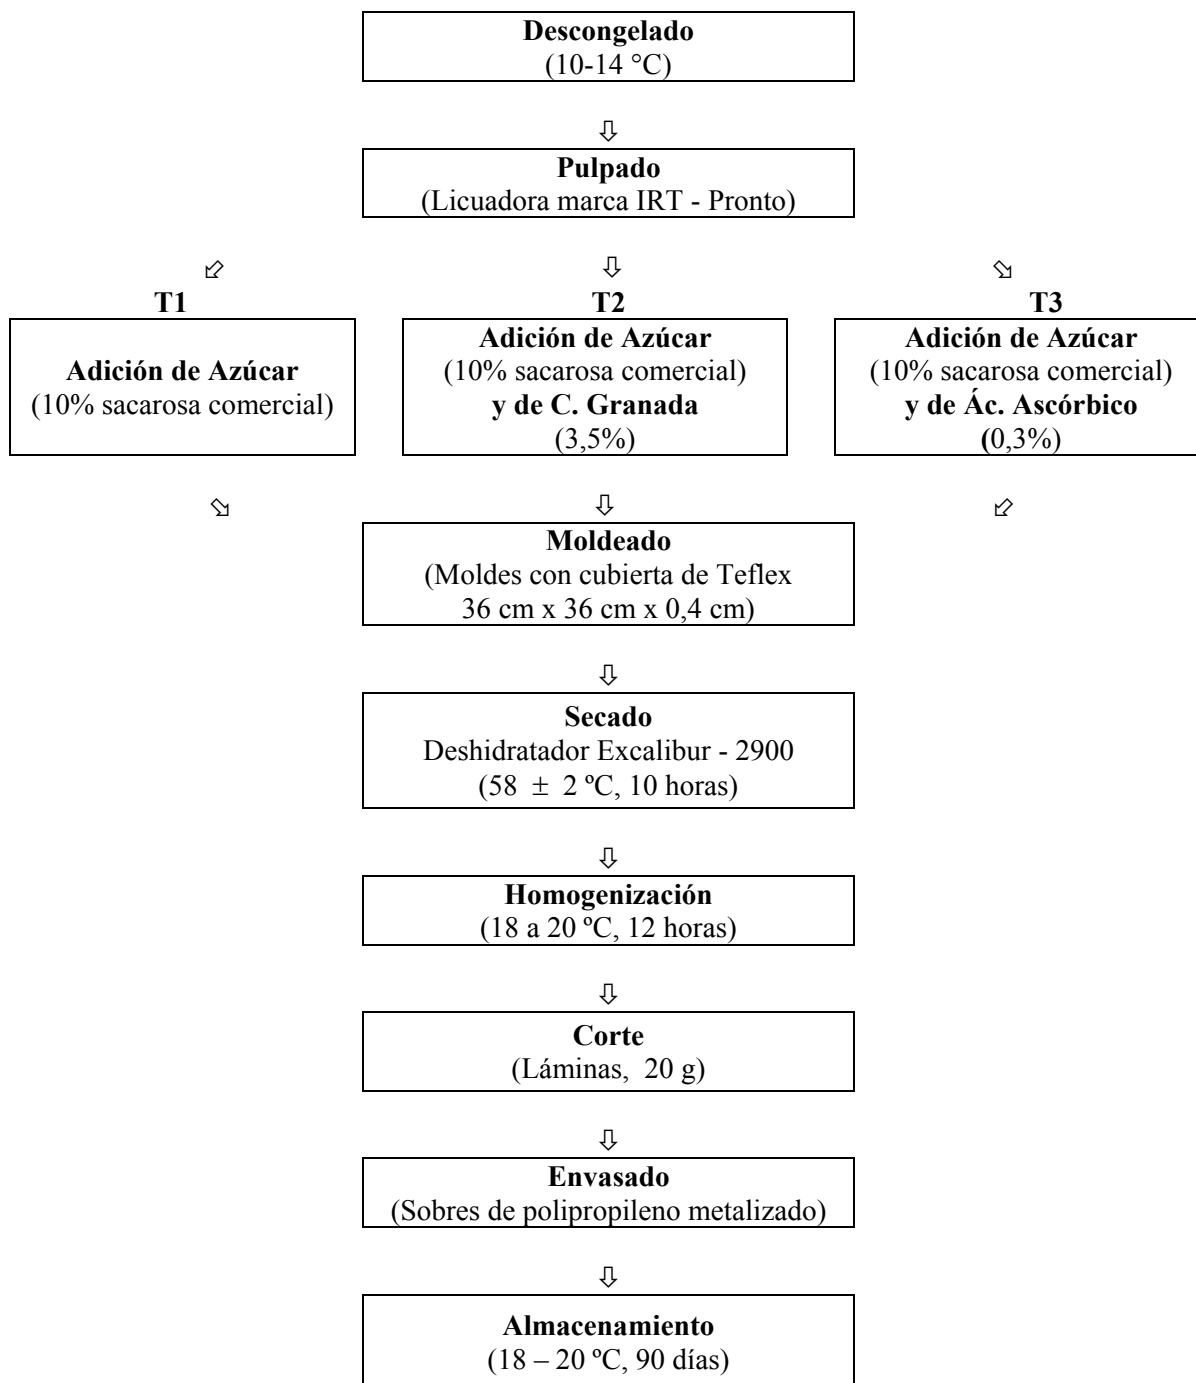 Descongelado
(10-14 °C)
⇩
Pulpado
(Licuadora marca IRT - Pronto)
⬃ ⇩ ⬂
T1 T2 T3
Adición de Azúcar
(10% sacarosa comercial)
Adición de Azúcar
(10% sacarosa comercial)
y de C. Granada
(3,5%)
Adición de Azúcar
(10% sacarosa comercial)
y de Ác. Ascórbico
(0,3%)
⬂ ⇩ ⬃
Moldeado
(Moldes con cubierta de Teflex
36 cm x 36 cm x 0,4 cm)
⇩
Secado
Deshidratador Excalibur - 2900
(58 ± 2 ºC, 10 horas)
⇩
Homogenización
(18 a 20 ºC, 12 horas)
⇩
Corte
(Láminas, 20 g)
⇩
Envasado
(Sobres de polipropileno metalizado)
⇩
Almacenamiento
(18 – 20 ºC, 90 días)